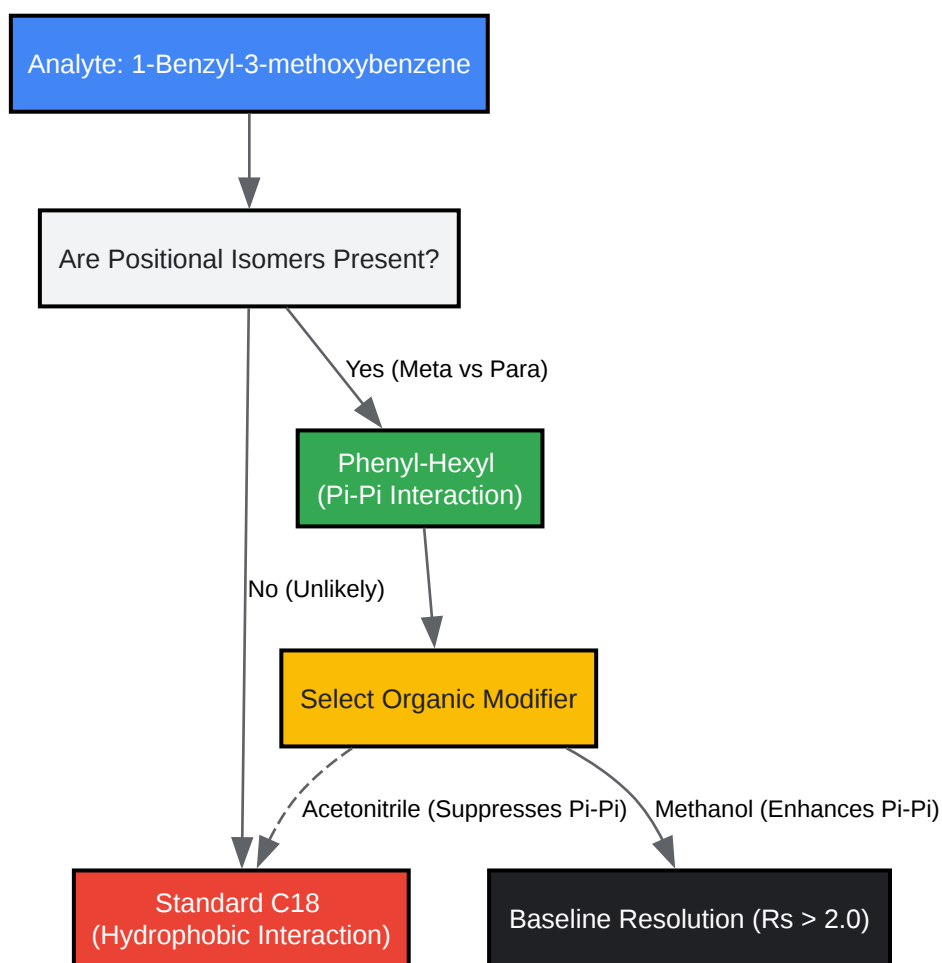 Analyte: 1-Benzyl-3-methoxybenzene
Are Positional Isomers Present?
Yes (Meta vs Para)
Phenyl-Hexyl
(Pi-Pi Interaction)
No (Unlikely)
Select Organic Modifier
Acetonitrile (Suppresses Pi-Pi)
Methanol (Enhances Pi-Pi)
Standard C18
(Hydrophobic Interaction)
Baseline Resolution (Rs > 2.0)